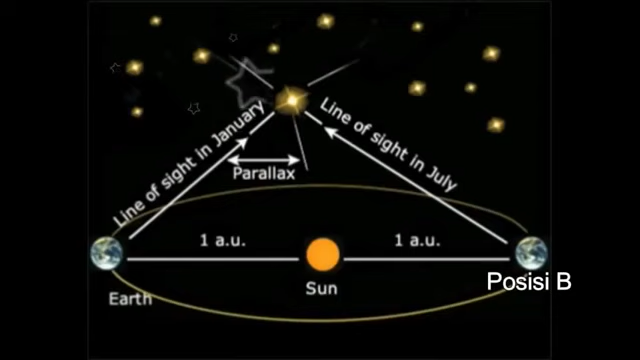 Line of sight in January
Line of sight in July
Parallax
1 a.u.
1 a.u.
Earth
Sun
Posisi B